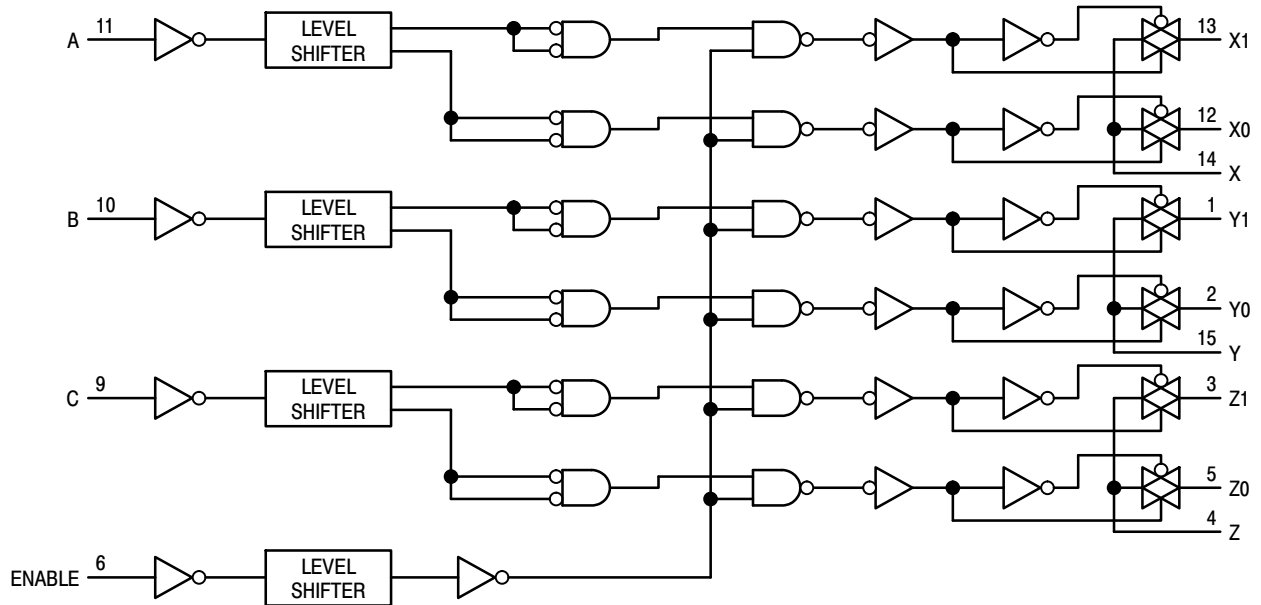 A 11 LEVEL SHIFTER 13 X1
12 X0
14 X
B 10 LEVEL SHIFTER 1 Y1
2 Y0
15 Y
C 9 LEVEL SHIFTER 3 Z1
5 Z0
4 Z
ENABLE 6 LEVEL SHIFTER